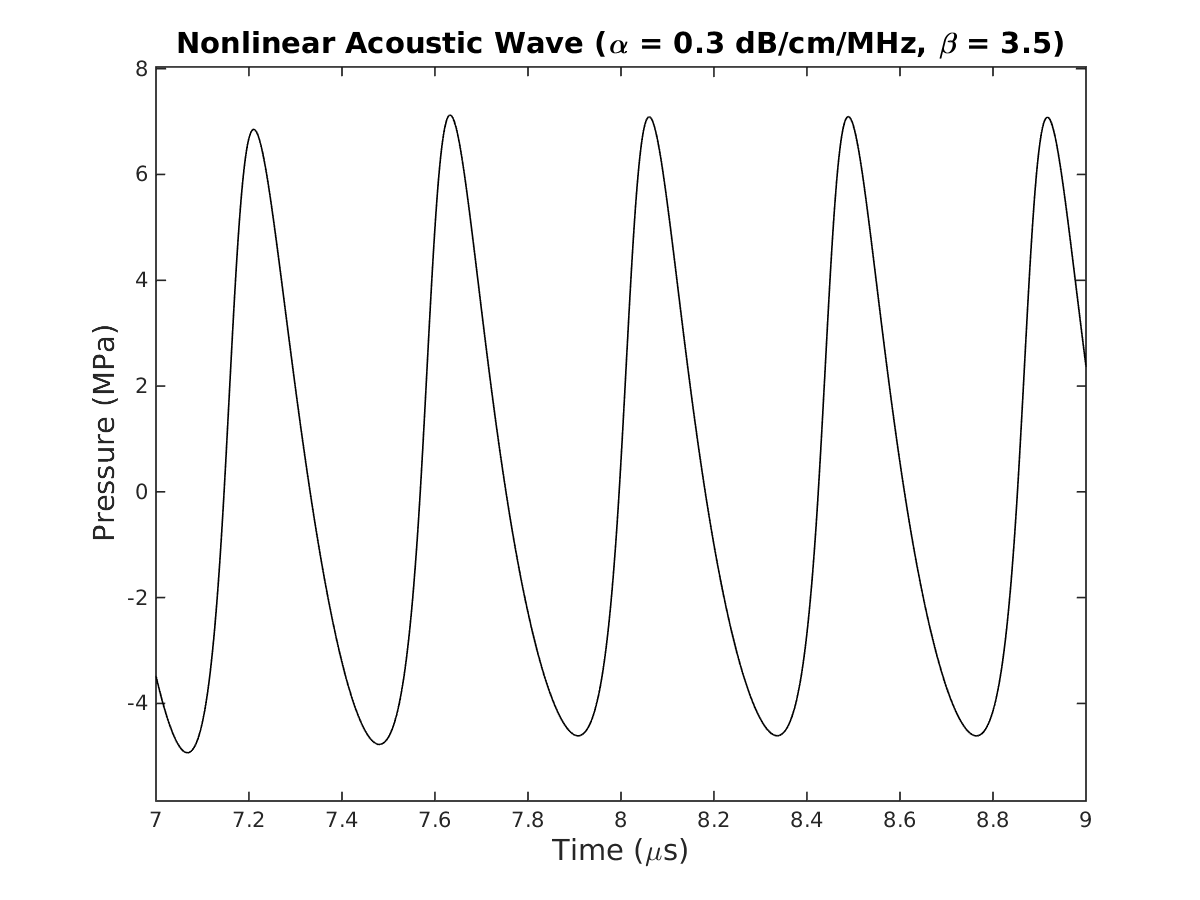 Nonlinear Acoustic Wave (α = 0.3 dB/cm/MHz, β = 3.5)
8
6
4
2
0
-2
-4
Pressure (MPa)
7 7.2 7.4 7.6 7.8 8 8.2 8.4 8.6 8.8 9
Time (μs)